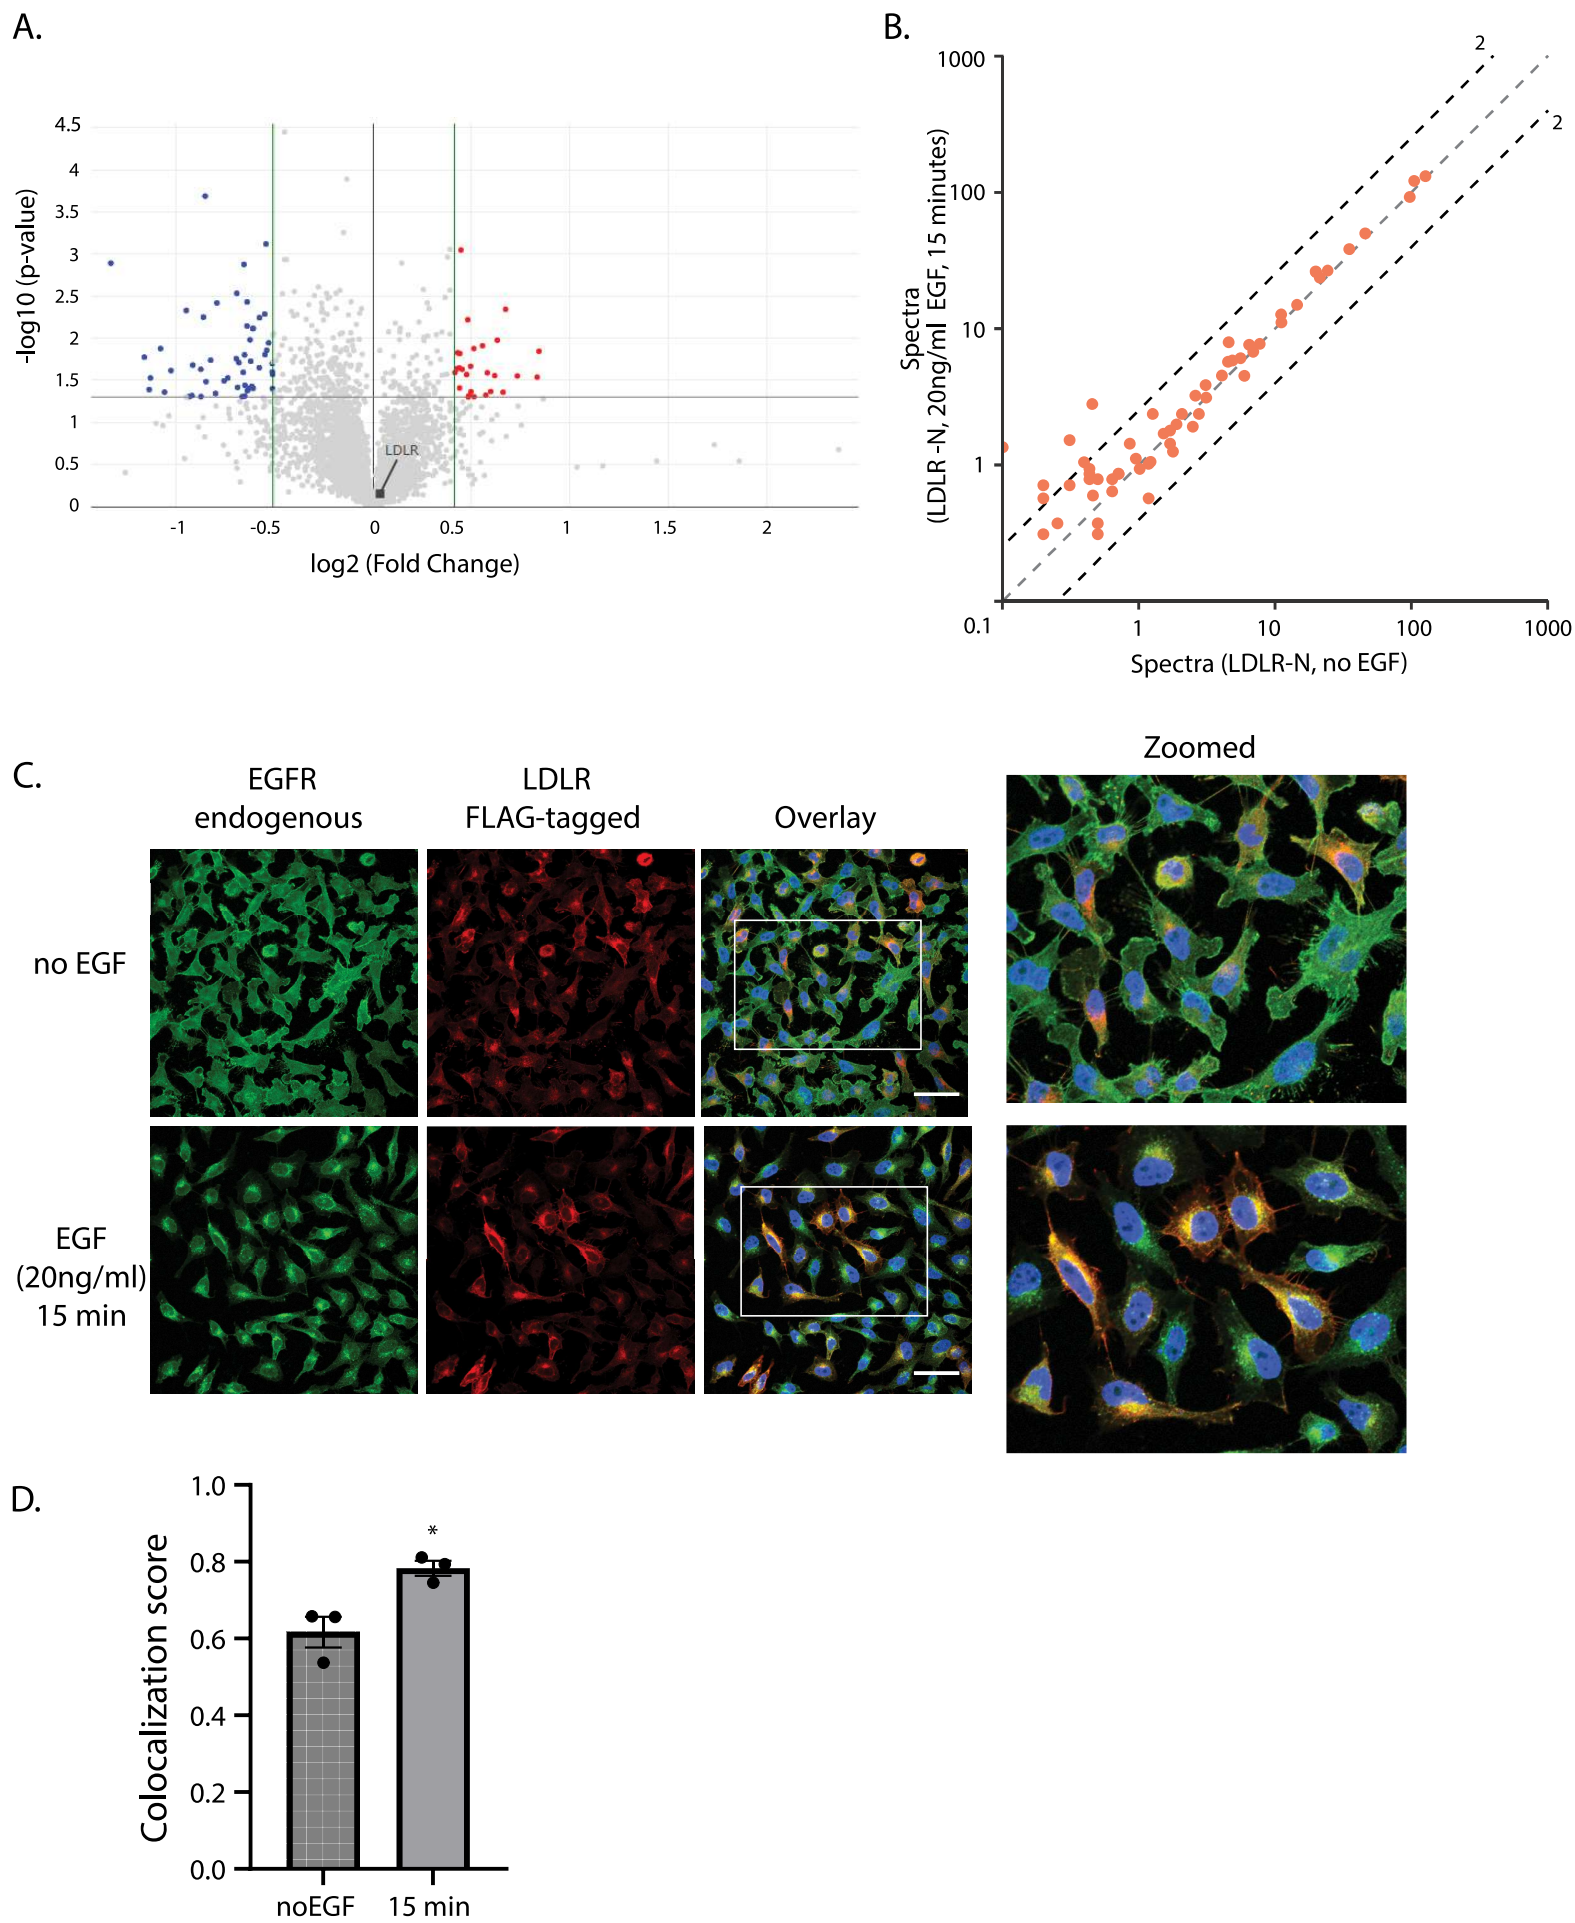 A.
4.5
4
3.5
3
2.5
2
1.5
1
0.5
0
-log10 (p-value)
LDLR
-1
-0.5
0
0.5
1
1.5
2
log2 (Fold Change)
B.
1000
100
10
1
0.1
Spectra
(LDLR -N, 20ng/ml EGF, 15 minutes)
2
2
1
10
100
1000
Spectra (LDLR-N, no EGF)
C.
EGFR
endogenous
LDLR
FLAG-tagged
Overlay
Zoomed
no EGF
EGF
(20ng/ml)
15 min
D.
1.0
0.8
0.6
0.4
0.2
0.0
Colocalization score
*
noEGF
15 min